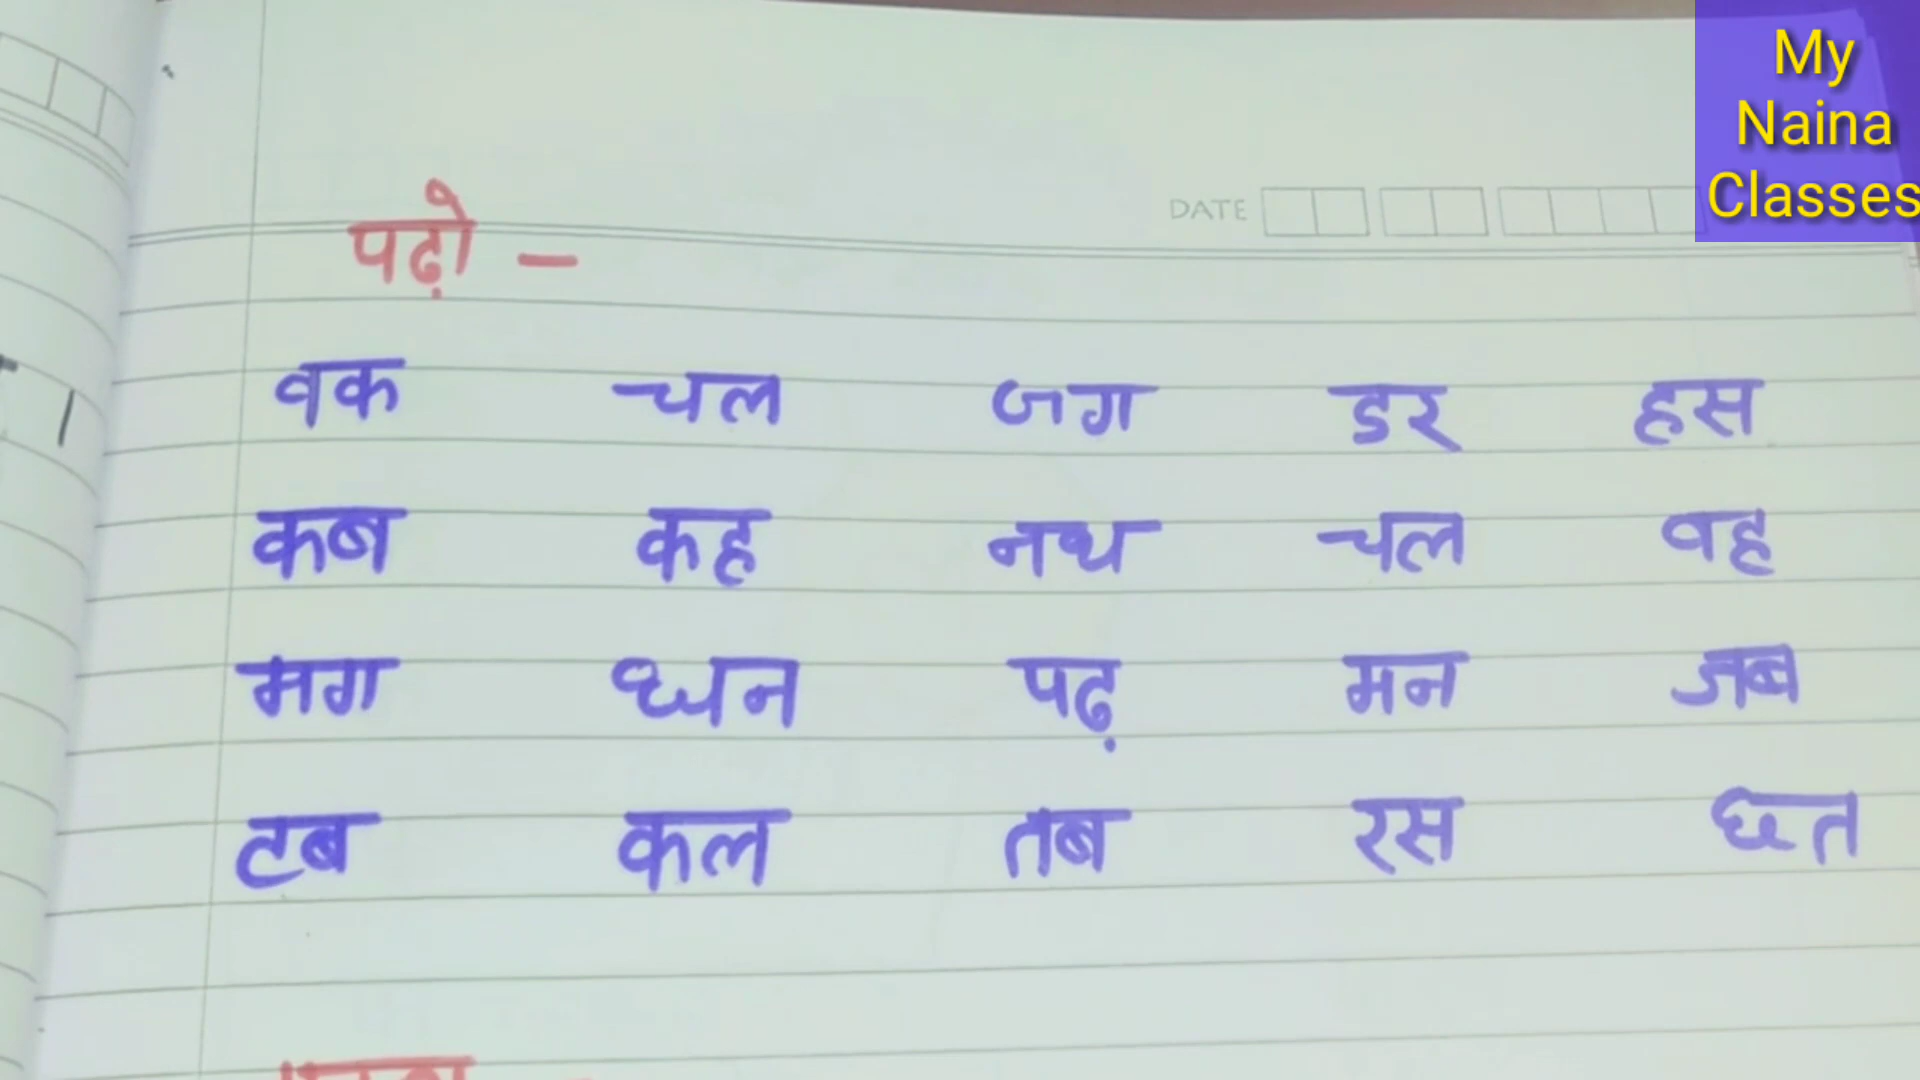 My
Naina
Classes
DATE
पढ़ो -
वक चल जग डर हस
कब कह नथ चल वह
मग धन पढ़ मन जब
टब कल तब रस छत